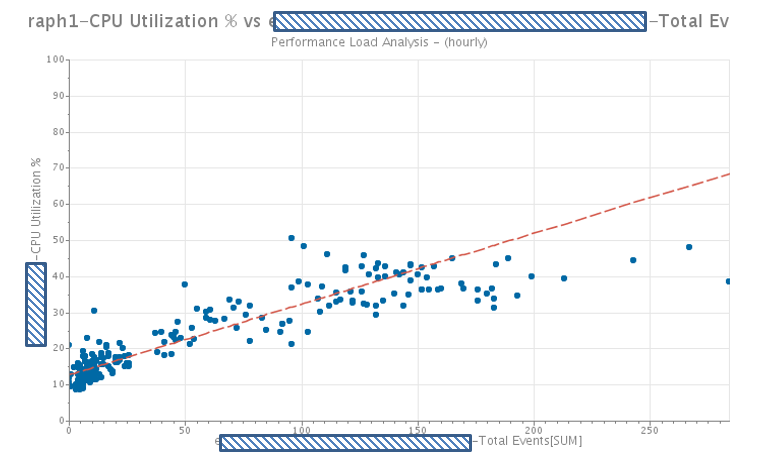 raph1-CPU Utilization % vs e -Total Ev
Performance Load Analysis - (hourly)
100
90
80
70
60
50
40
30
20
10
0
-CPU Utilization %
0 50 100 150 200 250
e -Total Events[SUM]